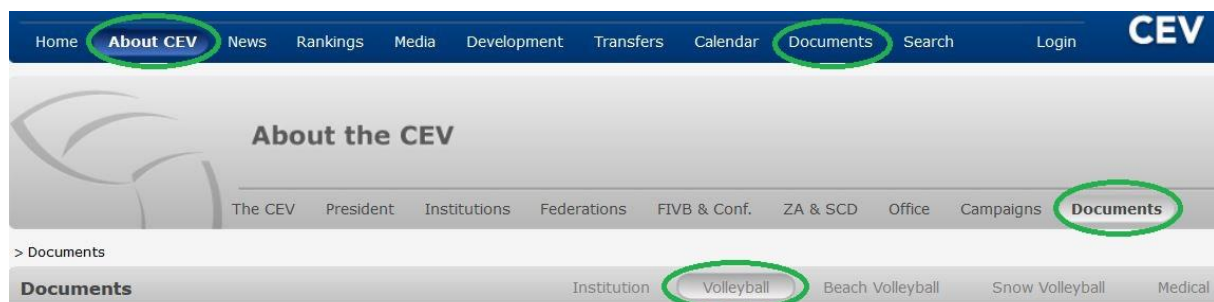 Home About CEV News Rankings Media Development Transfers Calendar Documents Search Login CEV
About the CEV
The CEV President Institutions Federations FIVB & Conf. ZA & SCD Office Campaigns Documents
> Documents
Documents Institution Volleyball Beach Volleyball Snow Volleyball Medical